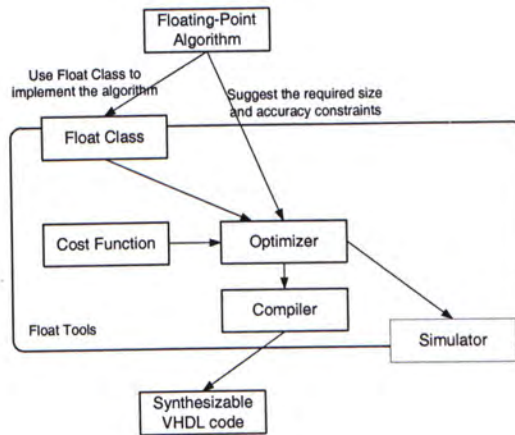 Floating-Point
Algorithm
Use Float Class to
implement the algorithm
Suggest the required size
and accuracy constraints
Float Class
Cost Function
Optimizer
Compiler
Float Tools
Simulator
Synthesizable
VHDL code